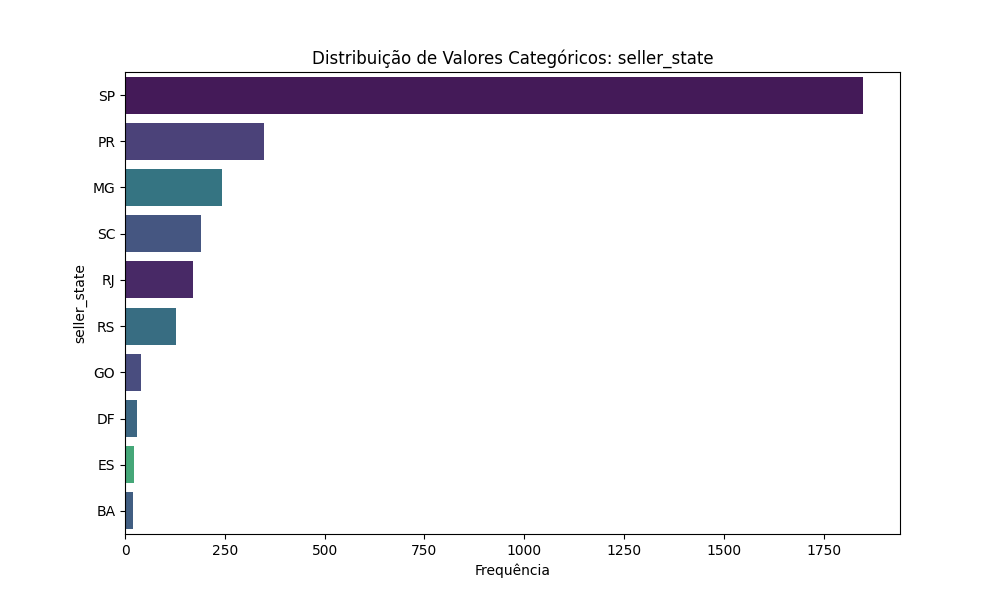 Distribuição de Valores Categóricos: seller_state
seller_state
SP
PR
MG
SC
RJ
RS
GO
DF
ES
BA
0 250 500 750 1000 1250 1500 1750
Frequência